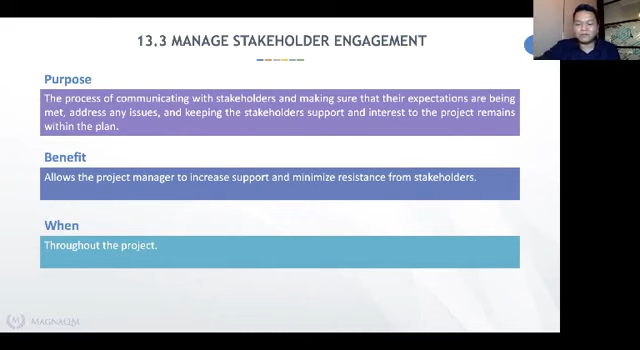 13.3 MANAGE STAKEHOLDER ENGAGEMENT
Purpose
The process of communicating with stakeholders and making sure that their expectations are being
met, address any issues, and keeping the stakeholders support and interest to the project remains
within the plan.
Benefit
Allows the project manager to increase support and minimize resistance from stakeholders.
When
Throughout the project.
MAGNAQM